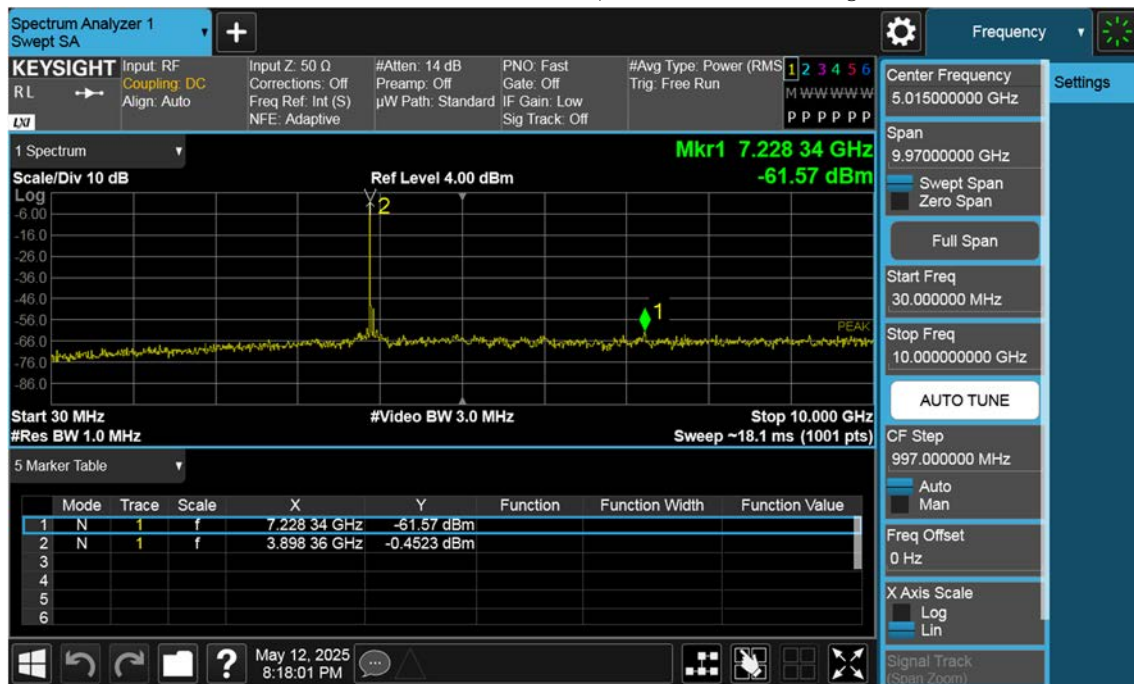 Spectrum Analyzer 1
Swept SA
+
Frequency
KEYSIGHT
RL
LXI
Input: RF
Coupling: DC
Align: Auto
Input Z: 50 Ω
Corrections: Off
Freq Ref: Int (S)
NFE: Adaptive
#Atten: 14 dB
Preamp: Off
µW Path: Standard
PNO: Fast
Gate: Off
IF Gain: Low
Sig Track: Off
#Avg Type: Power (RMS
Trig: Free Run
1 2 3 4 5 6
M W W W W W
P P P P P P
1 Spectrum
Mkr1 7.228 34 GHz
-61.57 dBm
Scale/Div 10 dB
Ref Level 4.00 dBm
Log
-6.00
-16.0
-26.0
-36.0
-46.0
-56.0
-66.0
-76.0
-86.0
2
1
PEAK
Start 30 MHz
#Video BW 3.0 MHz
Stop 10.000 GHz
#Res BW 1.0 MHz
Sweep ~18.1 ms (1001 pts)
5 Marker Table
Mode Trace Scale X Y Function Function Width Function Value
1 N 1 f 7.228 34 GHz -61.57 dBm
2 N 1 f 3.898 36 GHz -0.4523 dBm
3
4
5
6
?
May 12, 2025
8:18:01 PM
Settings
Center Frequency
5.015000000 GHz
Span
9.97000000 GHz
Swept Span
Zero Span
Full Span
Start Freq
30.000000 MHz
Stop Freq
10.000000000 GHz
AUTO TUNE
CF Step
997.000000 MHz
Auto
Man
Freq Offset
0 Hz
X Axis Scale
Log
Lin
Signal Track
(Span Zoom)